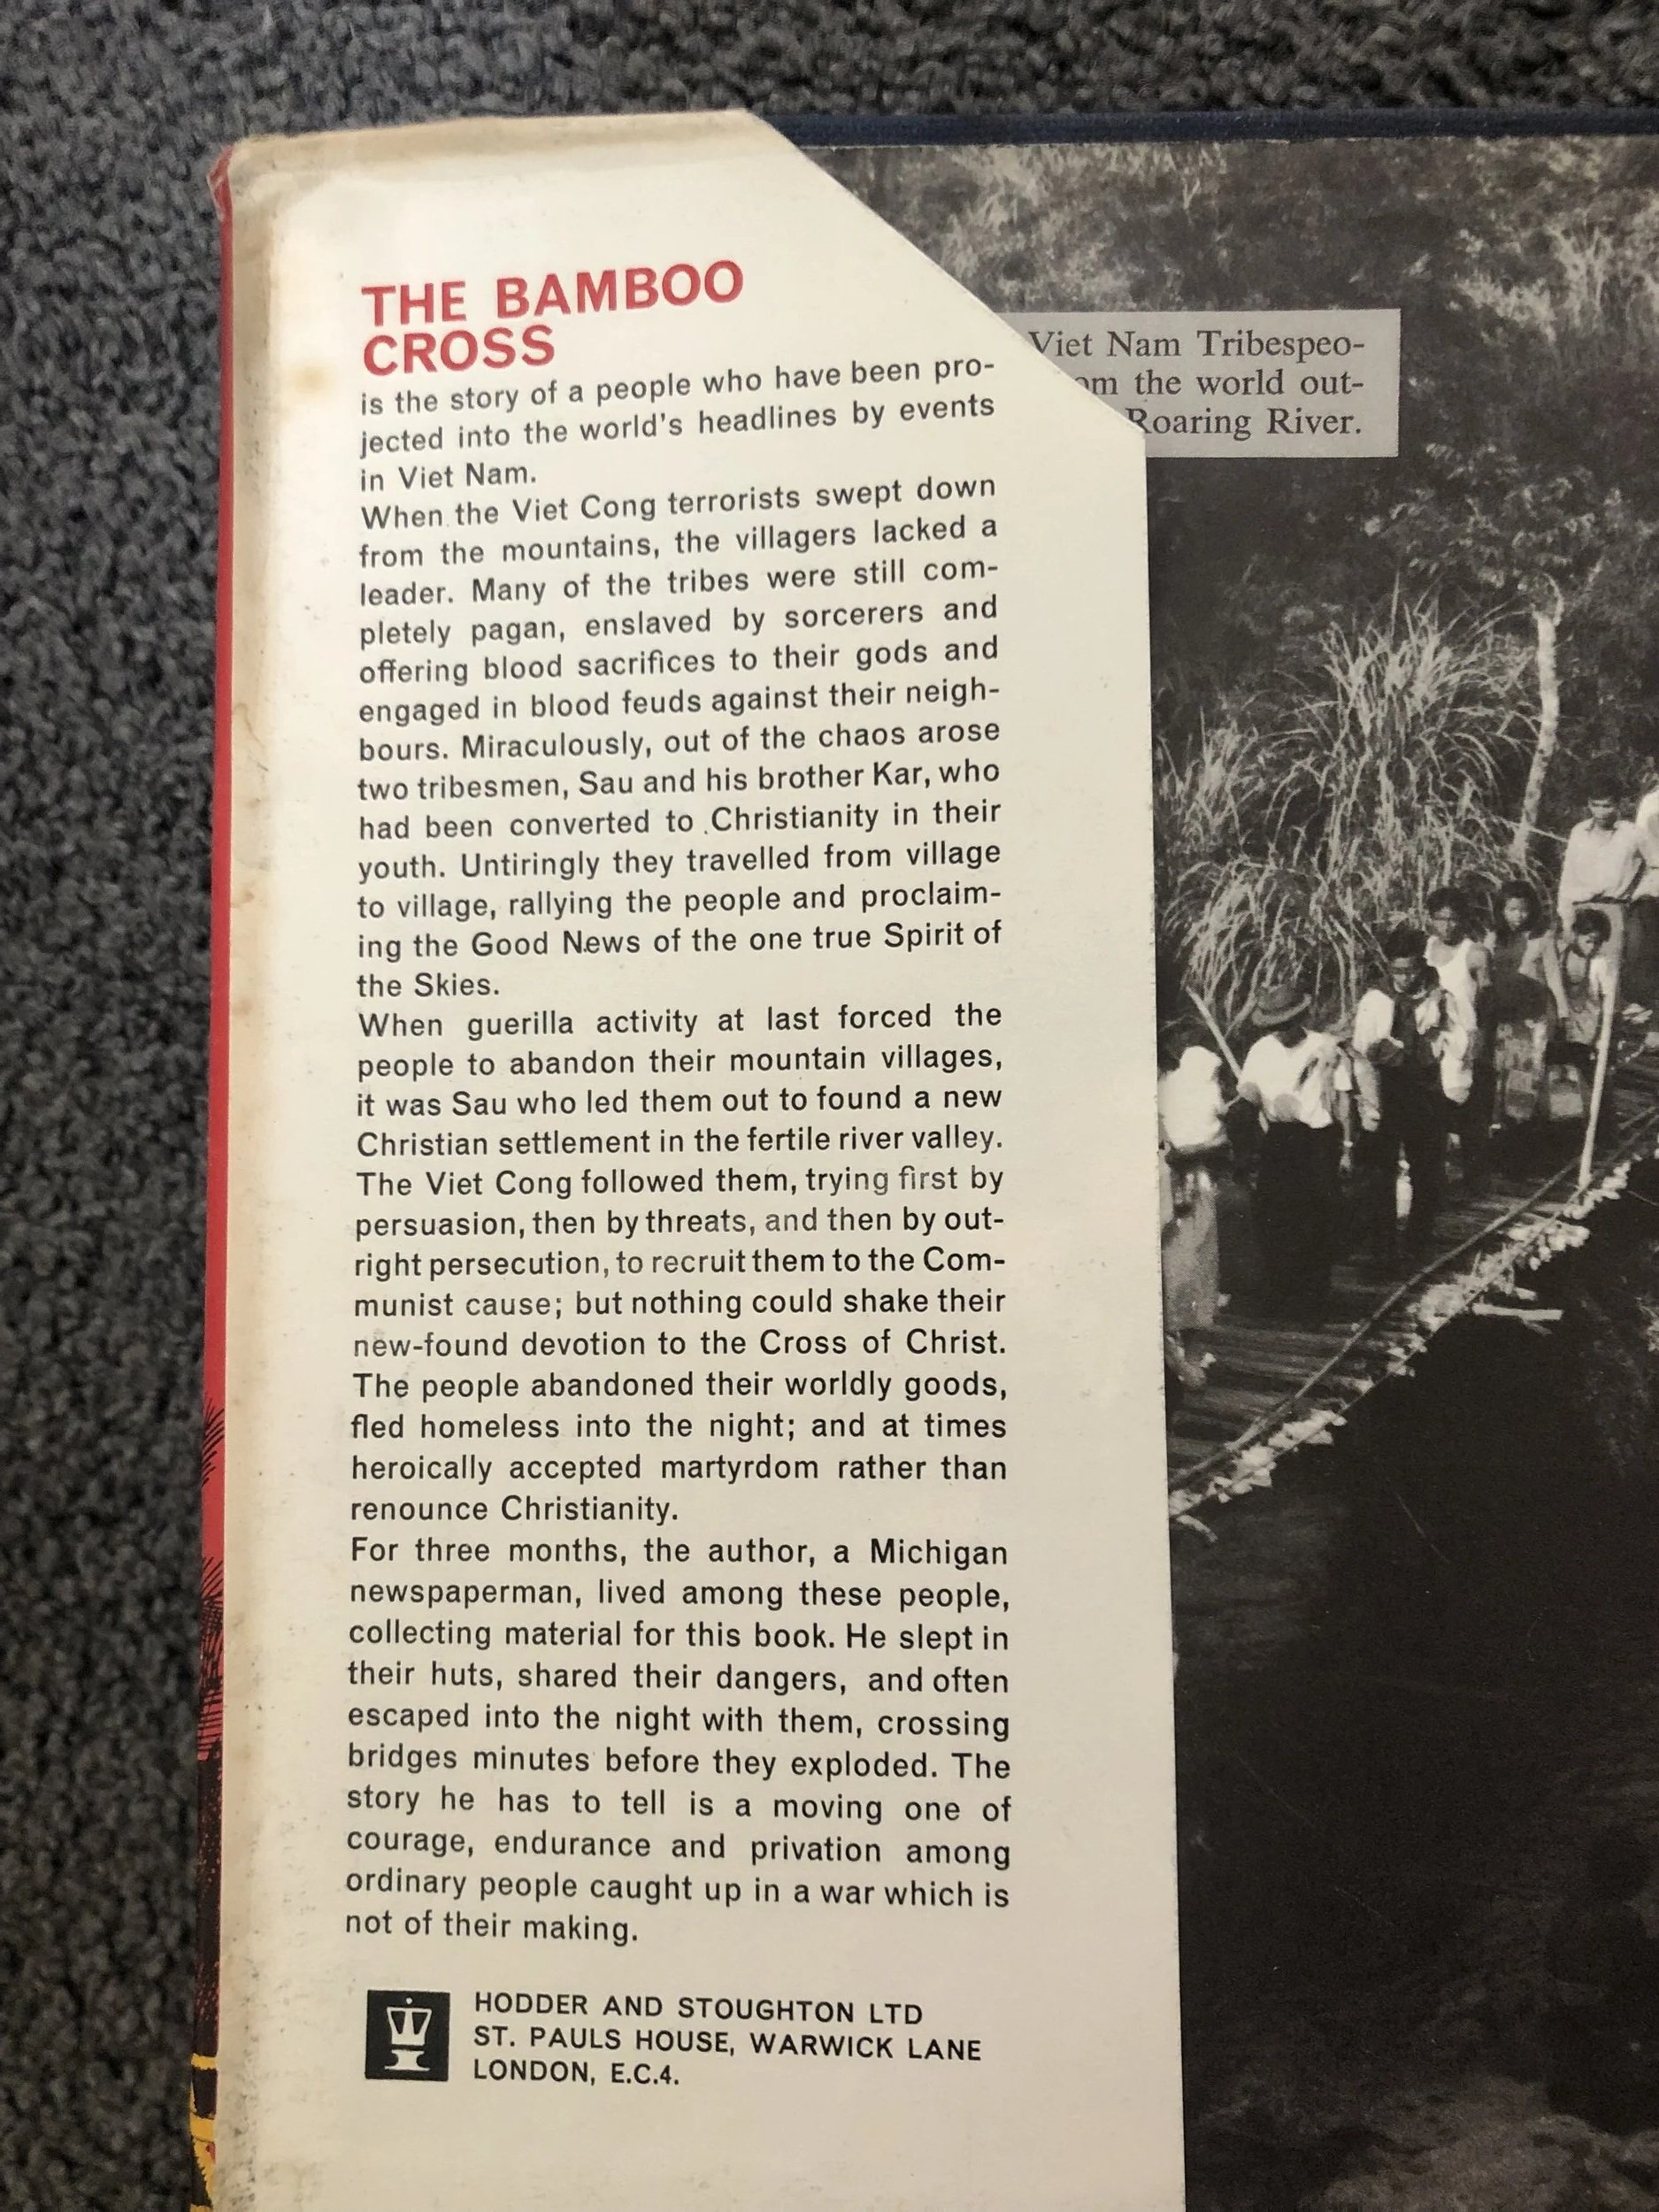 THE BAMBOO
CROSS
is the story of a people who have been pro-
jected into the world's headlines by events
in Viet Nam.
When the Viet Cong terrorists swept down
from the mountains, the villagers lacked a
leader. Many of the tribes were still com-
pletely pagan, enslaved by sorcerers and
offering blood sacrifices to their gods and
engaged in blood feuds against their neigh-
bours. Miraculously, out of the chaos arose
two tribesmen, Sau and his brother Kar, who
had been converted to Christianity in their
youth. Untiringly they travelled from village
to village, rallying the people and proclaim-
ing the Good News of the one true Spirit of
the Skies.
When guerilla activity at last forced the
people to abandon their mountain villages,
it was Sau who led them out to found a new
Christian settlement in the fertile river valley.
The Viet Cong followed them, trying first by
persuasion, then by threats, and then by out-
right persecution, to recruit them to the Com-
munist cause; but nothing could shake their
new-found devotion to the Cross of Christ.
The people abandoned their worldly goods,
fled homeless into the night; and at times
heroically accepted martyrdom rather than
renounce Christianity.
For three months, the author, a Michigan
newspaperman, lived among these people,
collecting material for this book. He slept in
their huts, shared their dangers, and often
escaped into the night with them, crossing
bridges minutes before they exploded. The
story he has to tell is a moving one of
courage, endurance and privation among
ordinary people caught up in a war which is
not of their making.
HODDER AND STOUGHTON LTD
ST. PAULS HOUSE, WARWICK LANE
LONDON, E.C.4.
Viet Nam Tribespeo-
the world out-
Roaring River.